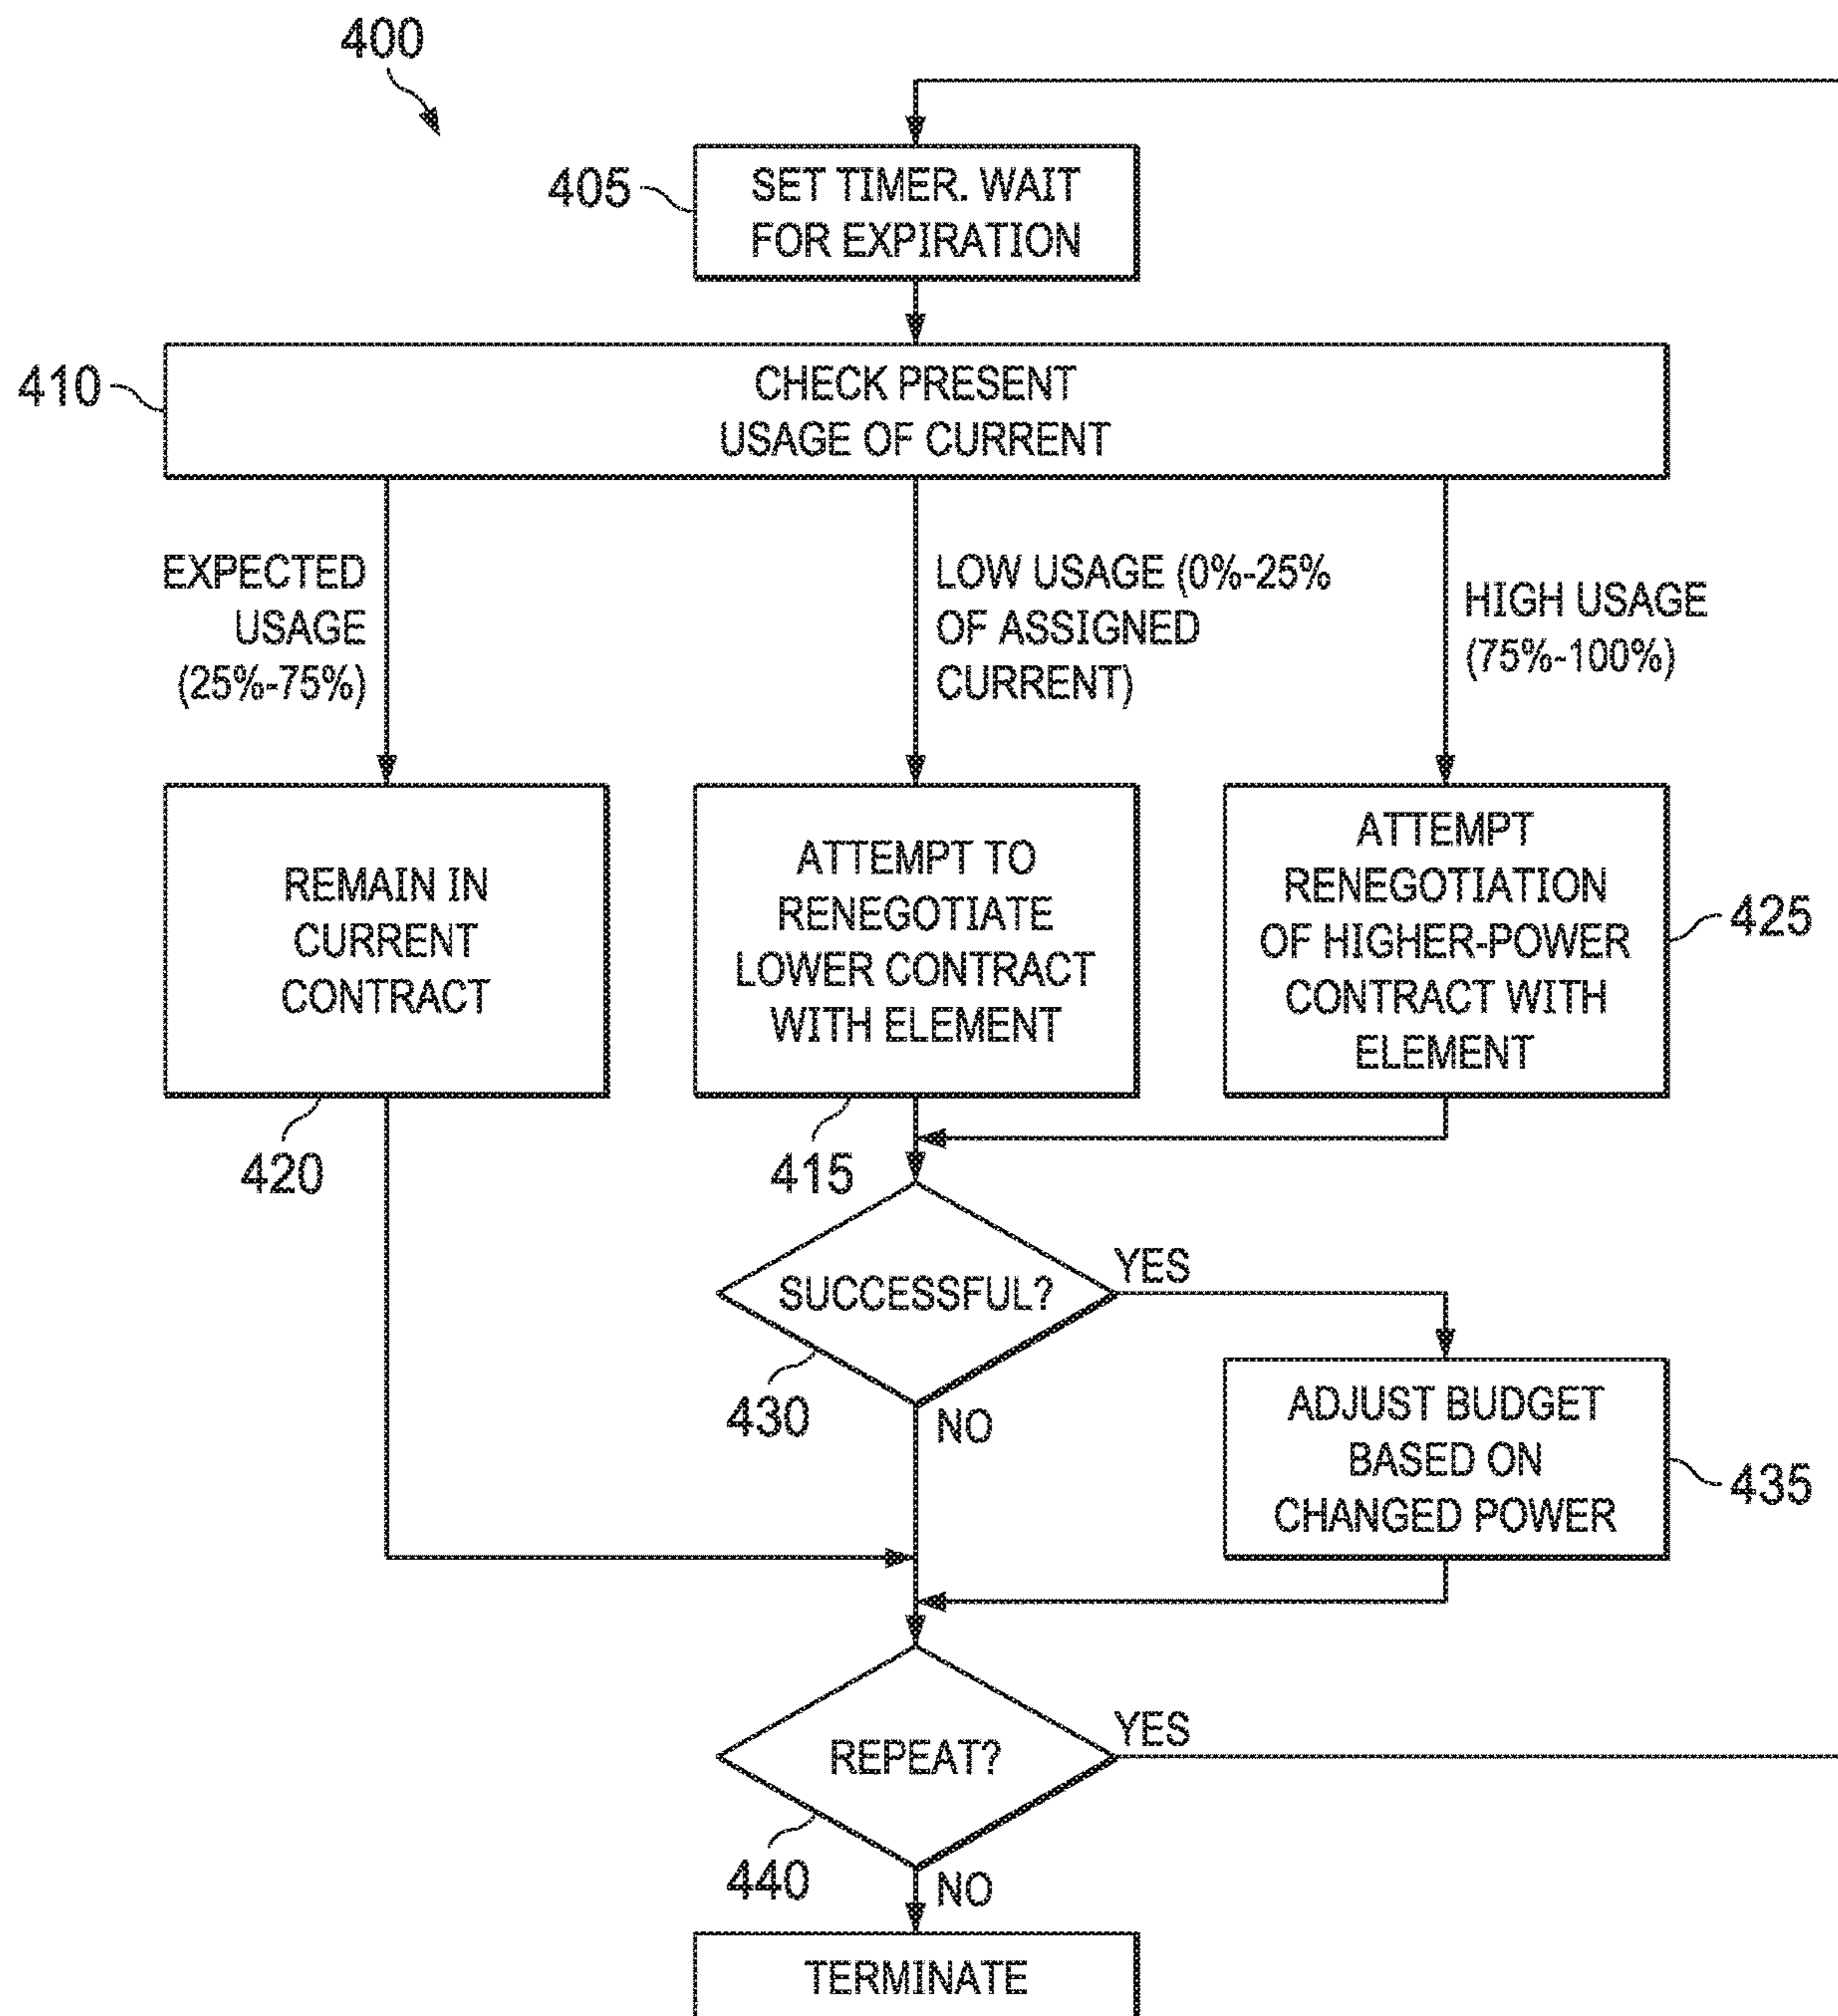 400
405
SET TIMER. WAIT
FOR EXPIRATION
410
CHECK PRESENT
USAGE OF CURRENT
EXPECTED
USAGE
(25%-75%)
LOW USAGE (0%-25%
OF ASSIGNED
CURRENT)
HIGH USAGE
(75%-100%)
REMAIN IN
CURRENT
CONTRACT
420
ATTEMPT TO
RENEGOTIATE
LOWER CONTRACT
WITH ELEMENT
415
ATTEMPT
RENEGOTIATION
OF HIGHER-POWER
CONTRACT WITH
ELEMENT
425
SUCCESSFUL?
YES
430
NO
ADJUST BUDGET
BASED ON
CHANGED POWER
435
REPEAT?
YES
440
NO
TERMINATE